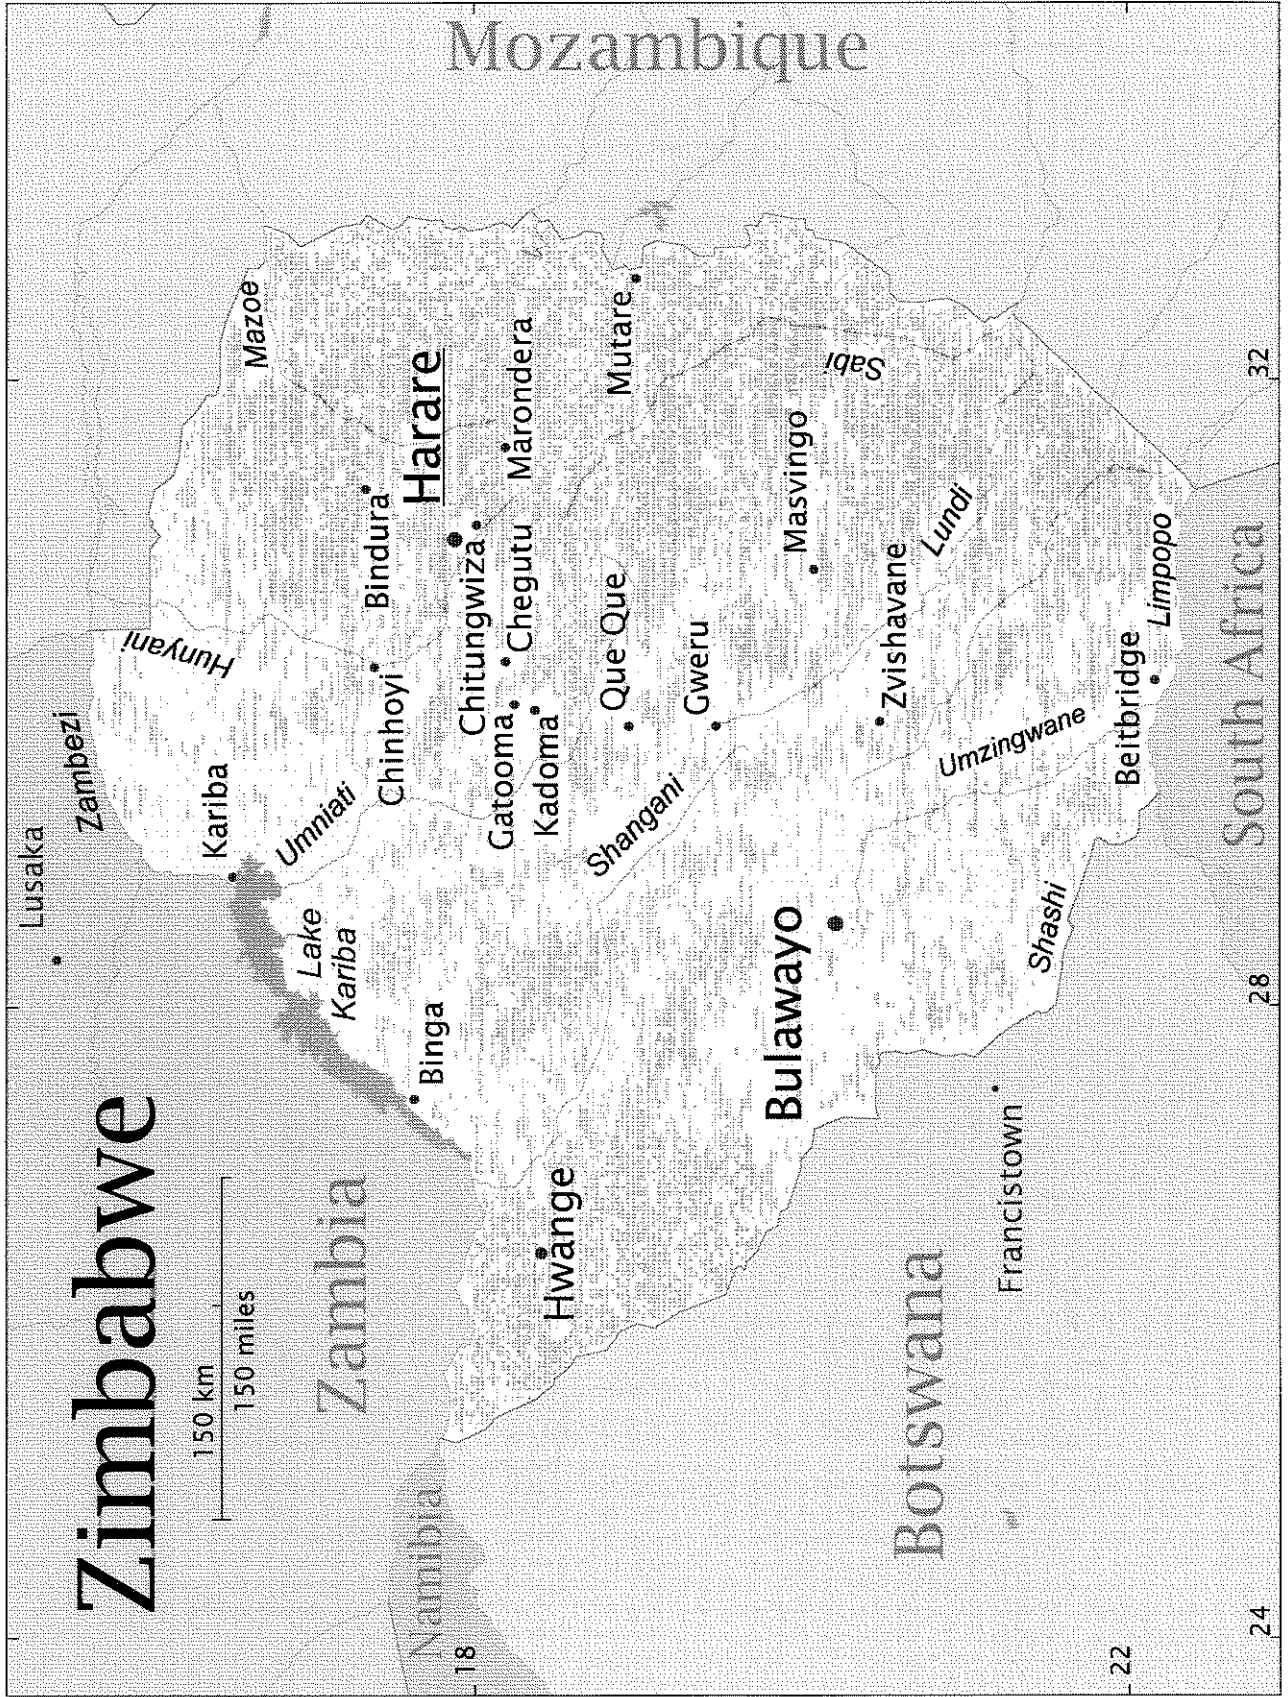 Zimbabwe
150 km
150 miles
Lusaka
Zambezi
Hunyani
Mazoe
Kariba
Umniati
Lake
Kariba
Zambia
Namibia
Mozambique
Bindura
Harare
Chinhoyi
Chitungwiza
Chegutu
Marondera
Gatooma
Kadoma
Binga
Hwange
Que Que
Mutare
Shangani
Gweru
Masvingo
Sabi
Bulawayo
Zvishavane
Lundi
Umzingwane
Shashi
Beitbridge
Limpopo
Botswana
Francistown
South Africa
18
22
24
28
32